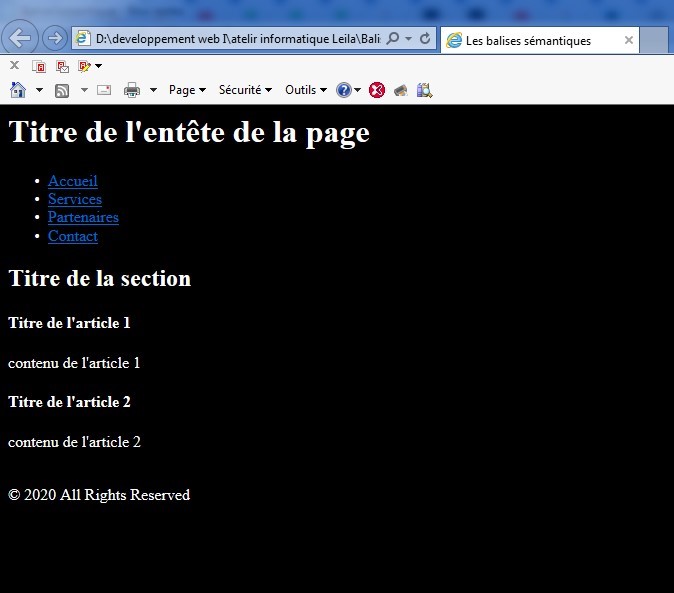 D:\developpement web I\atelir informatique Leila\Bali
Les balises sémantiques
Page
Sécurité
Outils
Titre de l'entête de la page
• Accueil
• Services
• Partenaires
• Contact
Titre de la section
Titre de l'article 1
contenu de l'article 1
Titre de l'article 2
contenu de l'article 2
© 2020 All Rights Reserved